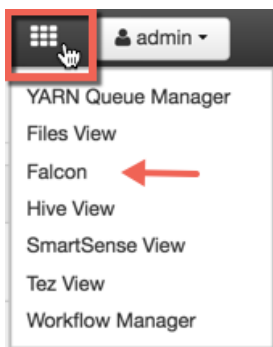 admin
YARN Queue Manager
Files View
Falcon
Hive View
SmartSense View
Tez View
Workflow Manager